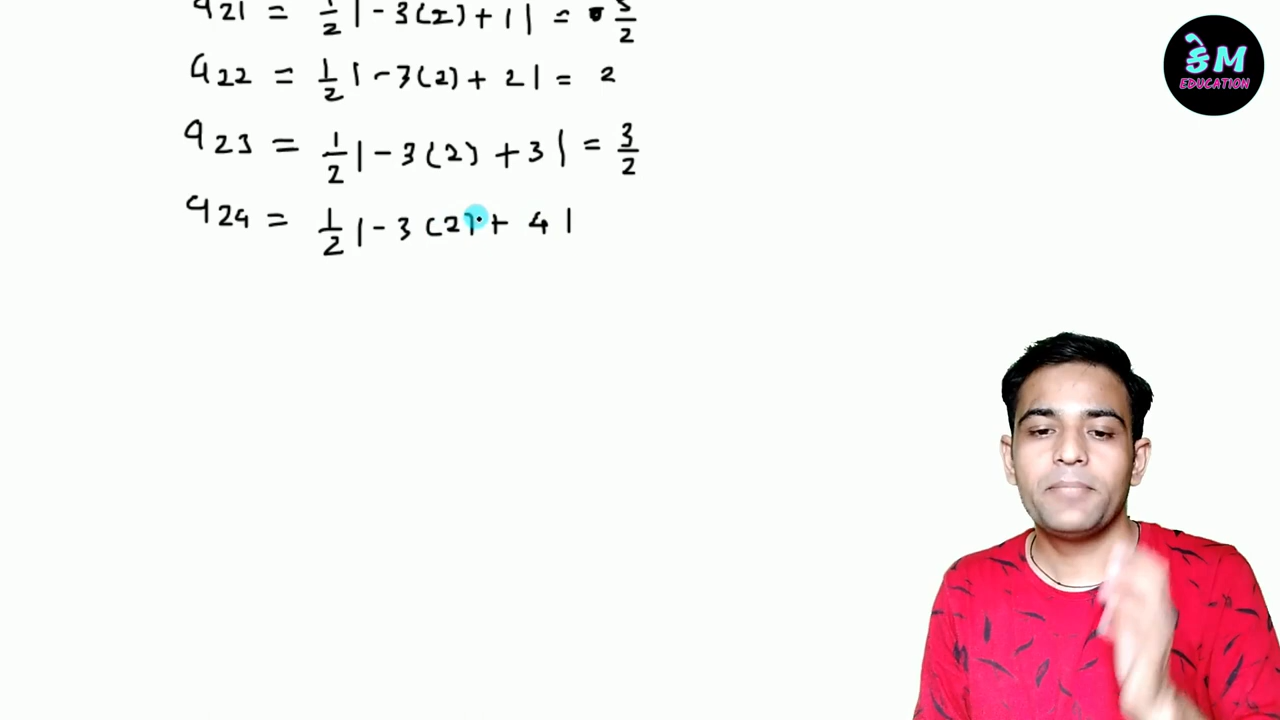 a21 = 1/2 |-3(2) + 1| = 5/2
a22 = 1/2 |-3(2) + 2| = 2
a23 = 1/2 |-3(2) + 3| = 3/2
a24 = 1/2 |-3(2) + 4|
કેM
EDUCATION